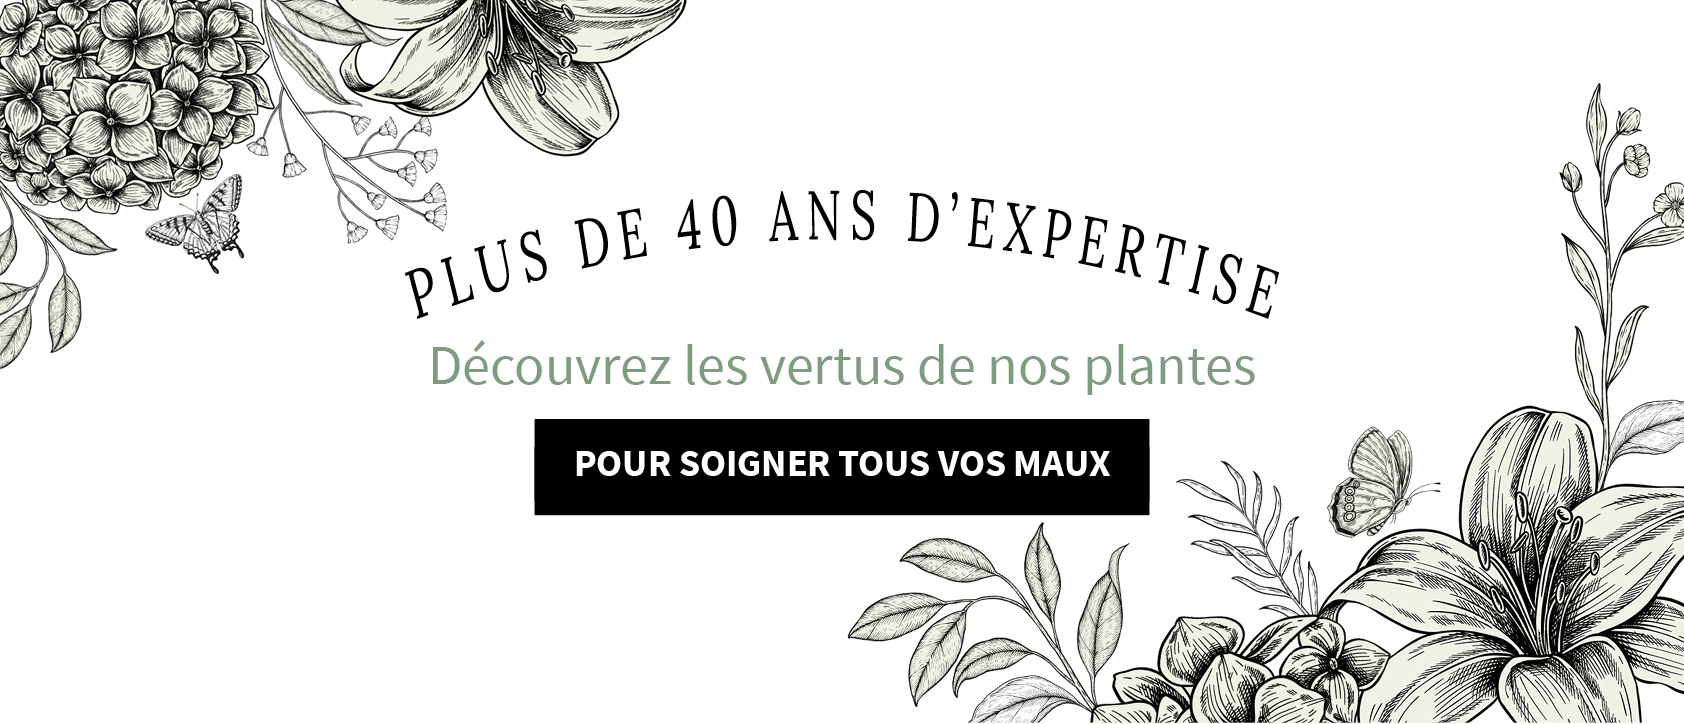 PLUS DE 40 ANS D’EXPERTISE
Découvrez les vertus de nos plantes
POUR SOIGNER TOUS VOS MAUX